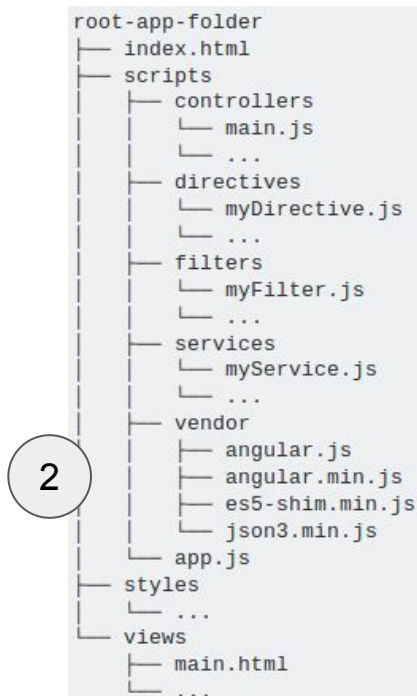 root-app-folder
├── index.html
├── scripts
│   ├── controllers
│   │   └── main.js
│   │   └── ...
│   ├── directives
│   │   └── myDirective.js
│   │   └── ...
│   ├── filters
│   │   └── myFilter.js
│   │   └── ...
│   ├── services
│   │   └── myService.js
│   │   └── ...
│   ├── vendor
│   │   ├── angular.js
2
│   │   ├── angular.min.js
│   │   ├── es5-shim.min.js
│   │   └── json3.min.js
│   └── app.js
├── styles
│   └── ...
└── views
    ├── main.html
    └── ...